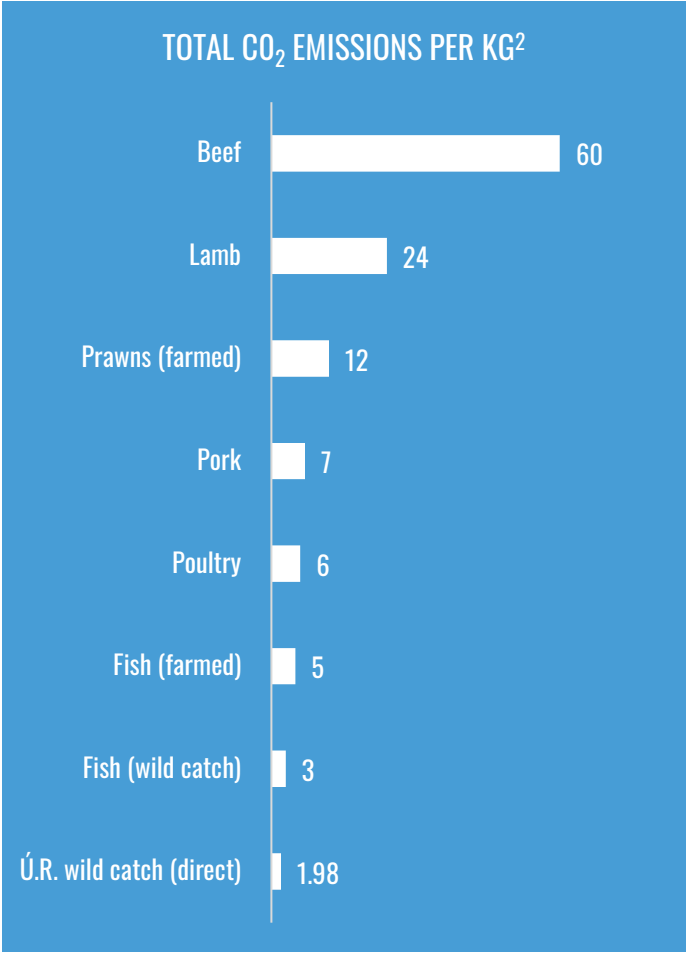 TOTAL CO₂ EMISSIONS PER KG²
Beef 60
Lamb 24
Prawns (farmed) 12
Pork 7
Poultry 6
Fish (farmed) 5
Fish (wild catch) 3
Ú.R. wild catch (direct) 1.98